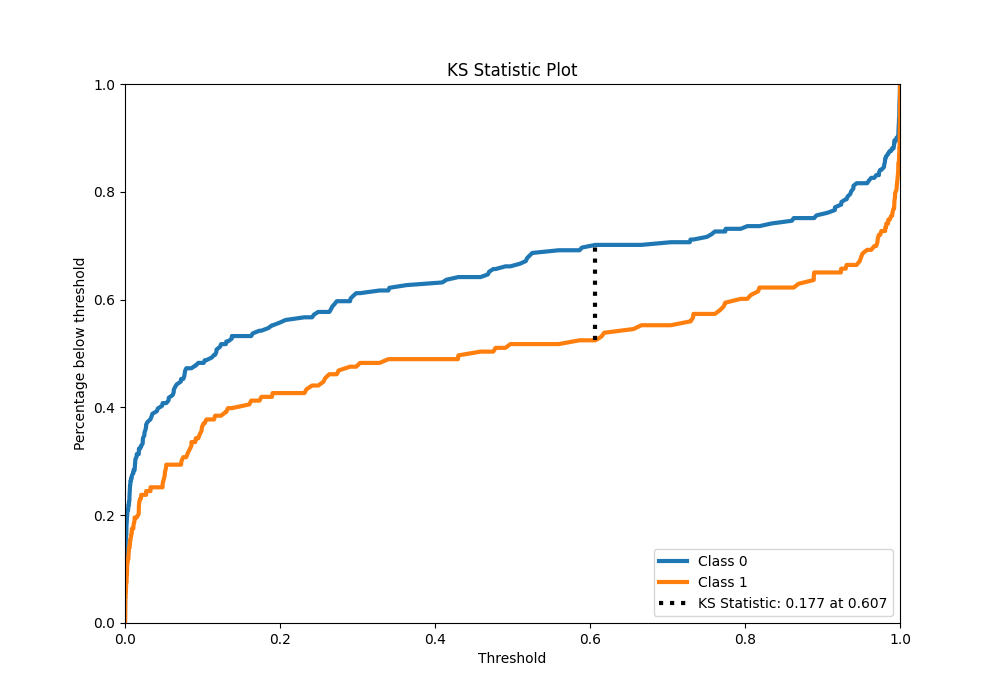 KS Statistic Plot
1.0
0.8
0.6
0.4
0.2
0.0
Percentage below threshold
0.0 0.2 0.4 0.6 0.8 1.0
Threshold
Class 0
Class 1
KS Statistic: 0.177 at 0.607